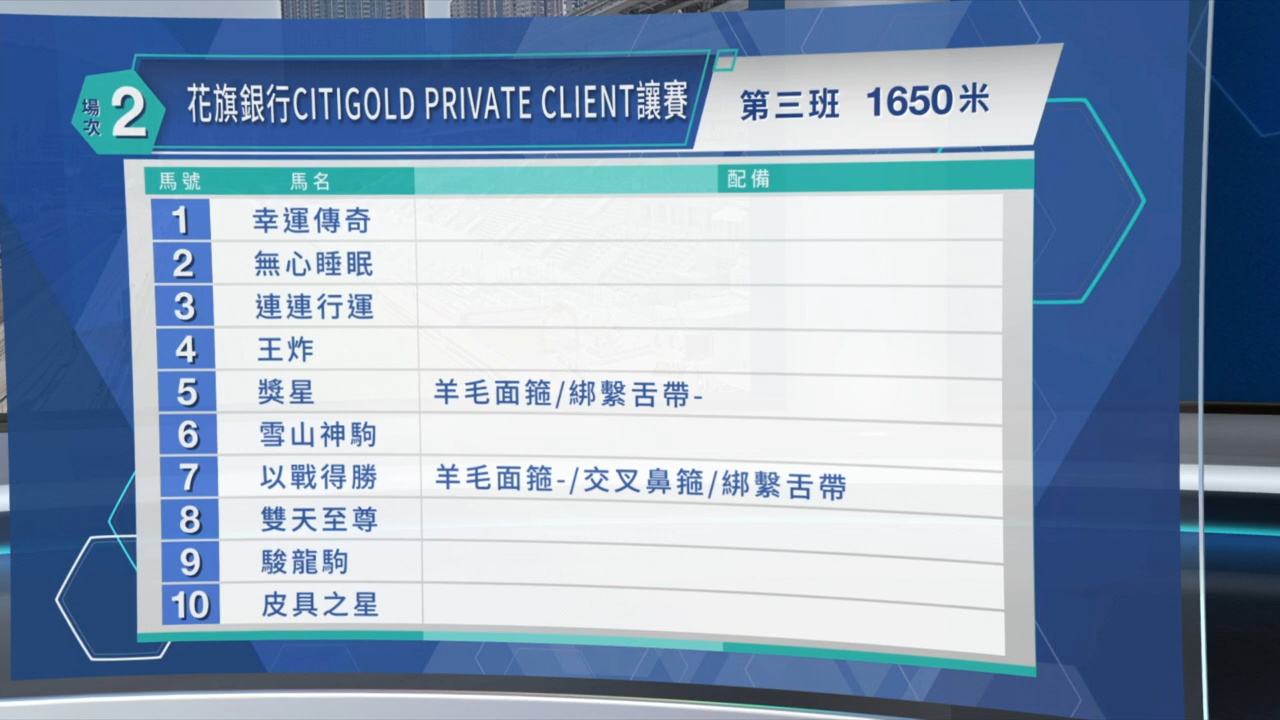 場次 2 花旗銀行CITIGOLD PRIVATE CLIENT讓賽 第三班 1650米
馬號 馬名 配備
1 幸運傳奇
2 無心睡眠
3 連連行運
4 王炸
5 獎星 羊毛面箍/綁繫舌帶-
6 雪山神駒
7 以戰得勝 羊毛面箍-/交叉鼻箍/綁繫舌帶
8 雙天至尊
9 駿龍駒
10 皮具之星